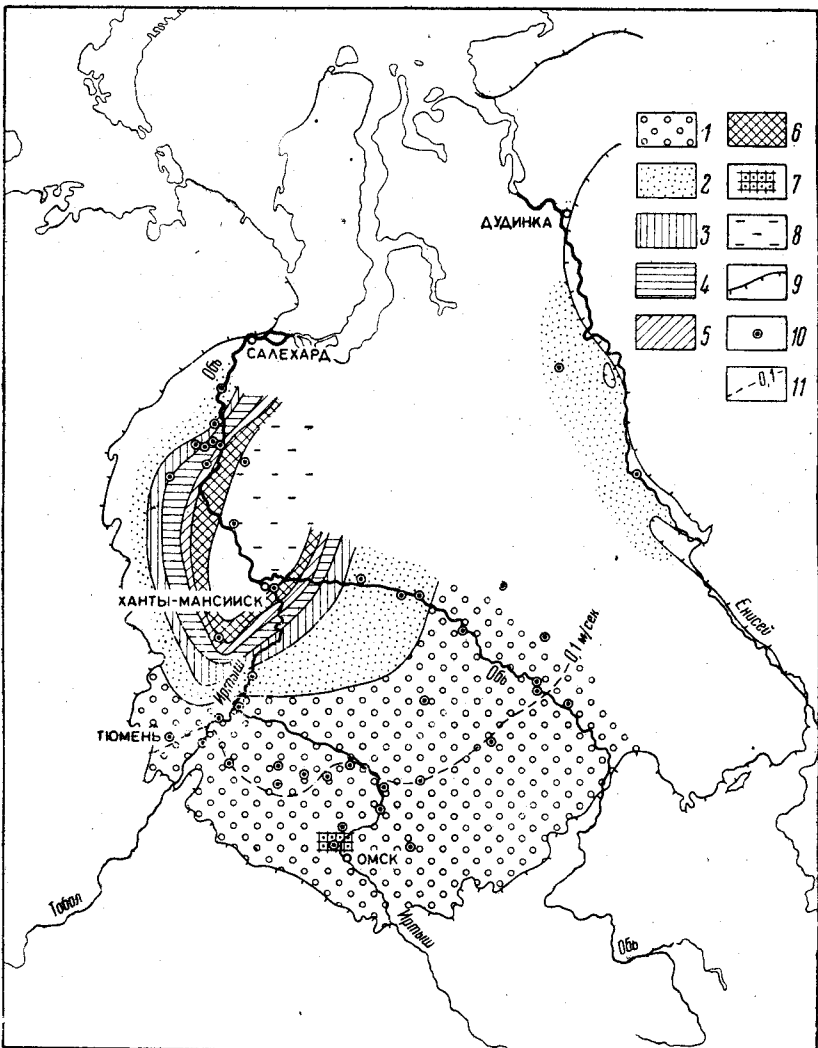 1
6
2
7
3
8
4
9
5
10
0,1
11
ДУДИНКА
САЛЕХАРД
Обь
ХАНТЫ-МАНСИЙСК
Енисей
0,1 м/сек
Обь
Иртыш
ТЮМЕНЬ
ОМСК
Тобол
Иртыш
Обь